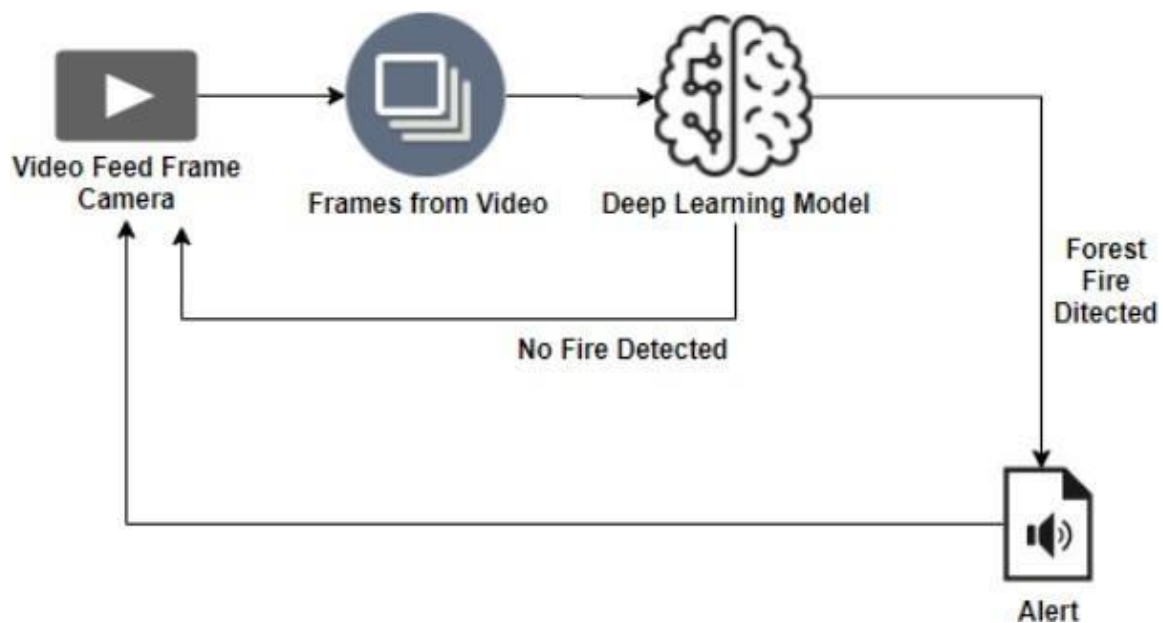 Video Feed Frame
Camera
Frames from Video
Deep Learning Model
Forest
Fire
Ditected
No Fire Detected
Alert